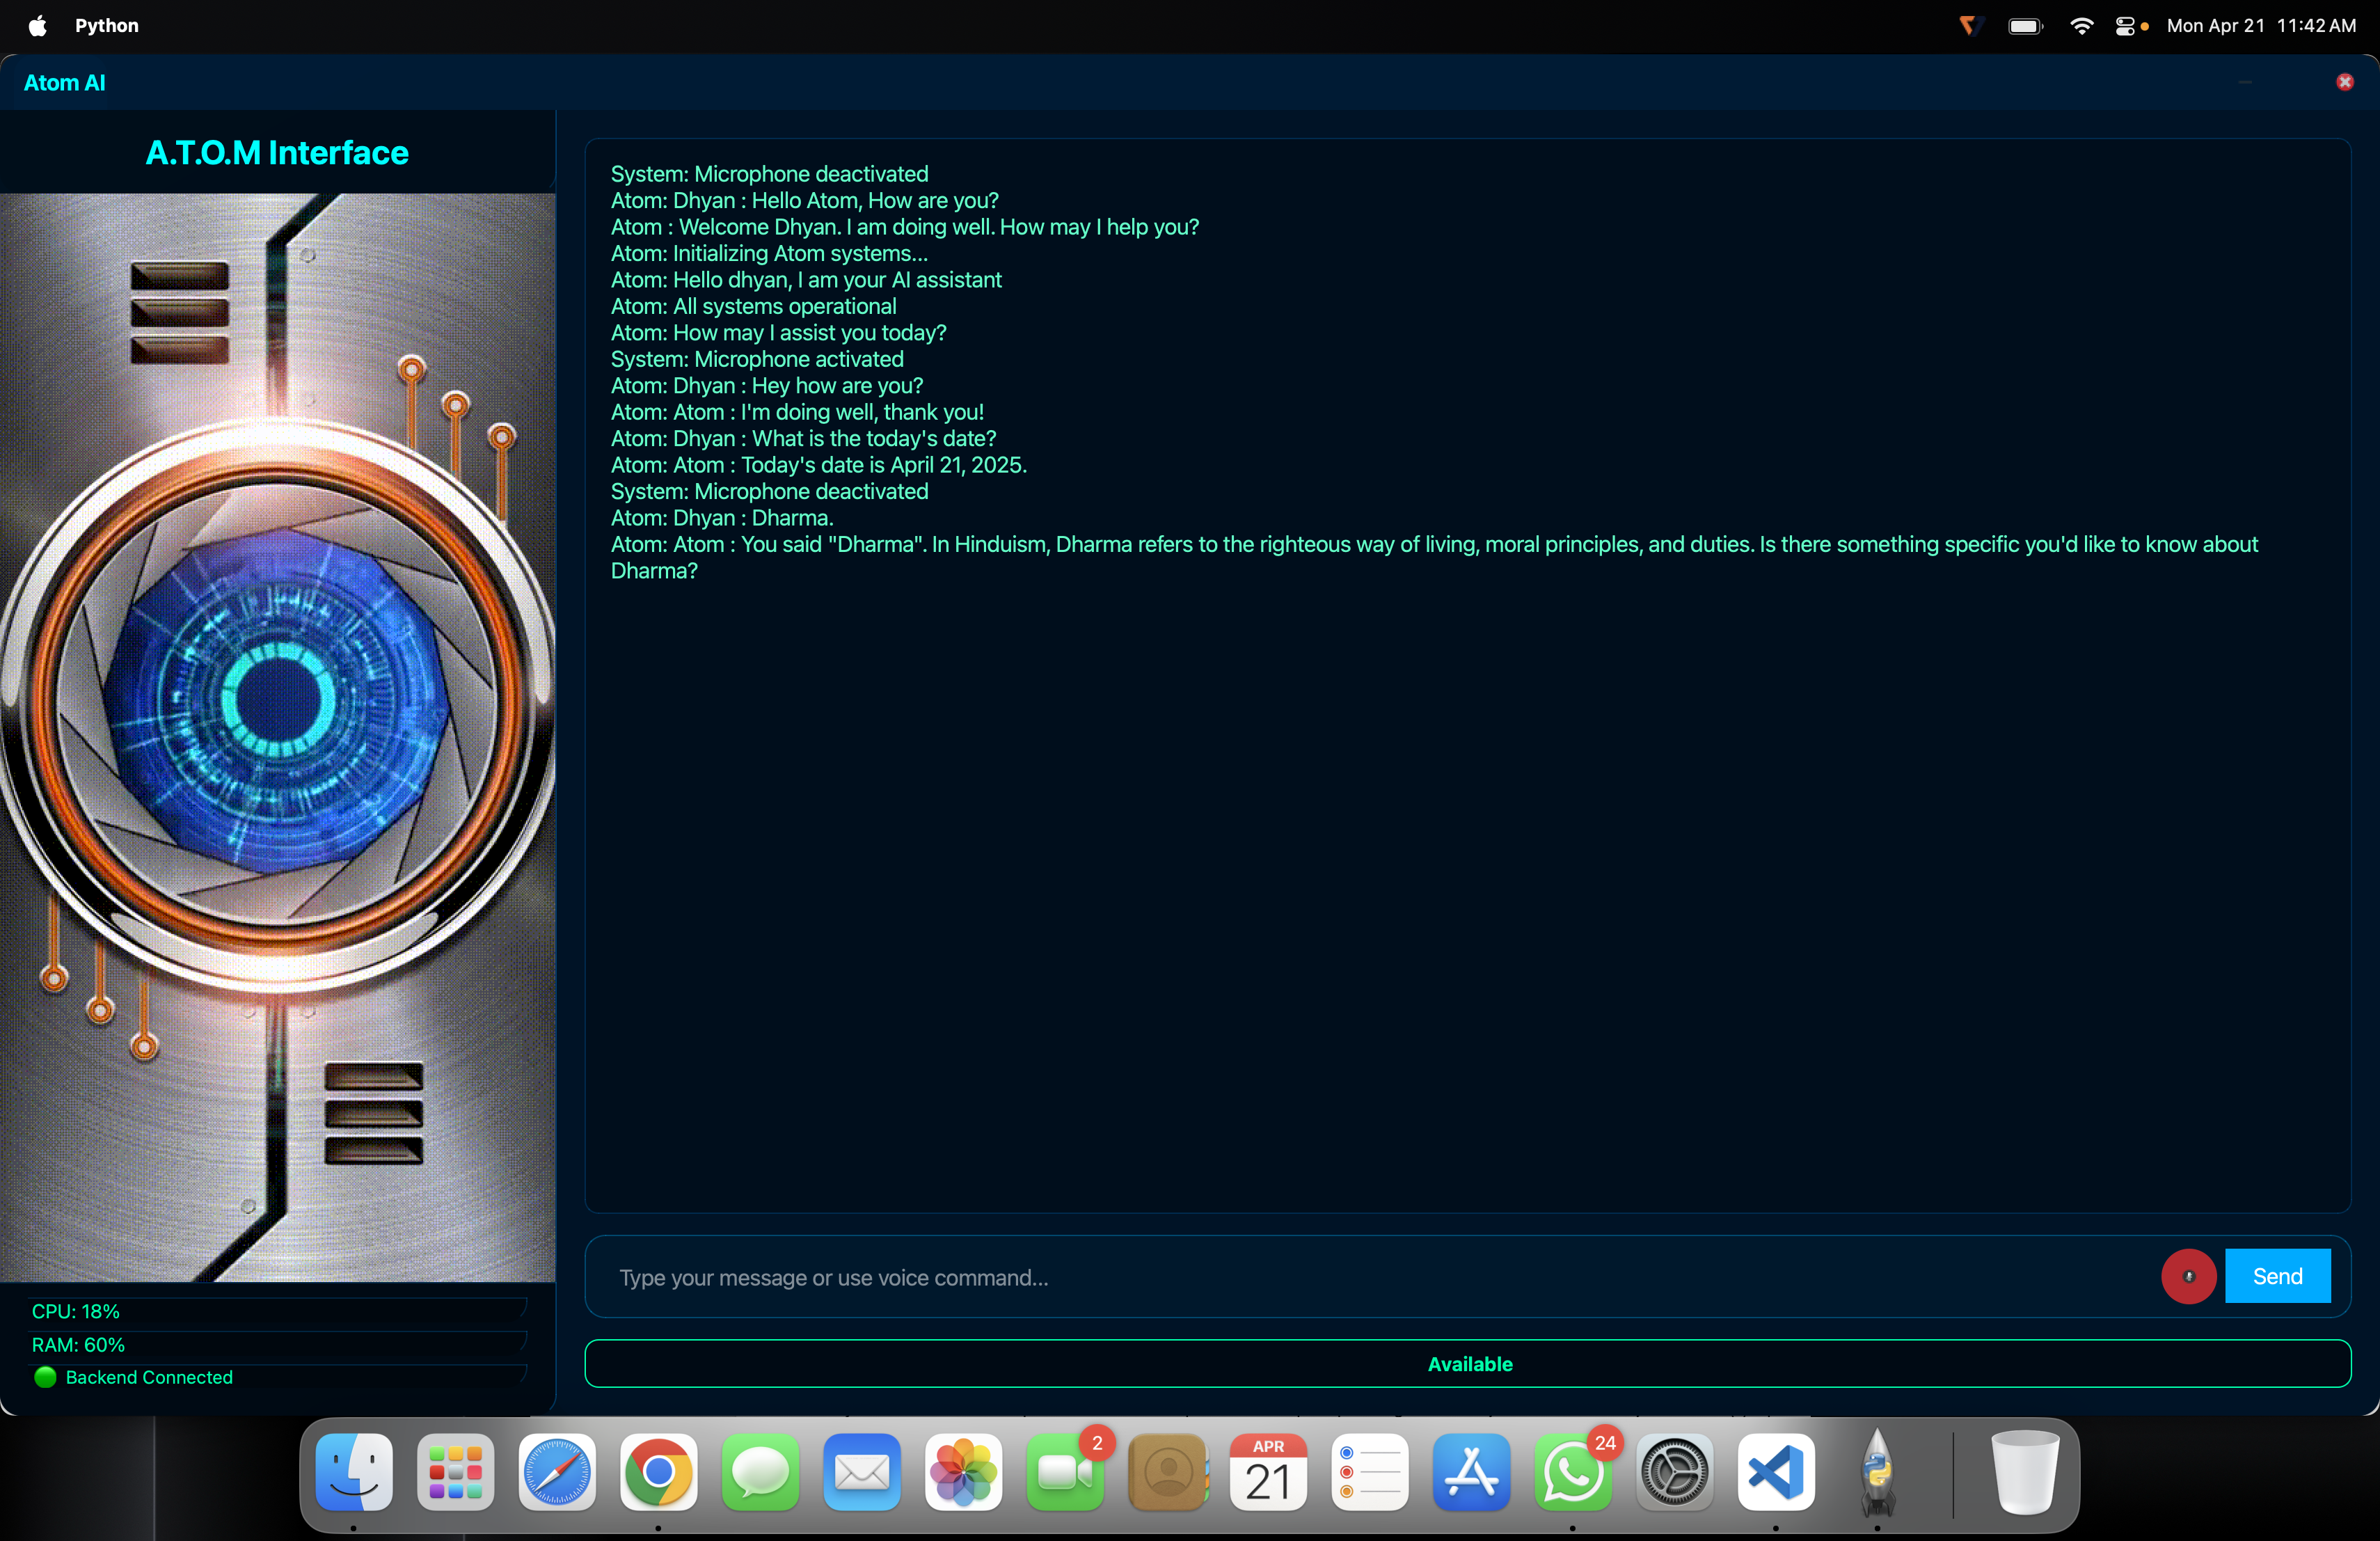 Python
Mon Apr 21 11:42 AM
Atom AI
A.T.O.M Interface
System: Microphone deactivated
Atom: Dhyan : Hello Atom, How are you?
Atom : Welcome Dhyan. I am doing well. How may I help you?
Atom: Initializing Atom systems...
Atom: Hello dhyan, I am your AI assistant
Atom: All systems operational
Atom: How may I assist you today?
System: Microphone activated
Atom: Dhyan : Hey how are you?
Atom: Atom : I'm doing well, thank you!
Atom: Dhyan : What is the today's date?
Atom: Atom : Today's date is April 21, 2025.
System: Microphone deactivated
Atom: Dhyan : Dharma.
Atom: Atom : You said "Dharma". In Hinduism, Dharma refers to the righteous way of living, moral principles, and duties. Is there something specific you'd like to know about
Dharma?
Type your message or use voice command...
Send
CPU: 18%
RAM: 60%
Backend Connected
Available
2
APR
21
24